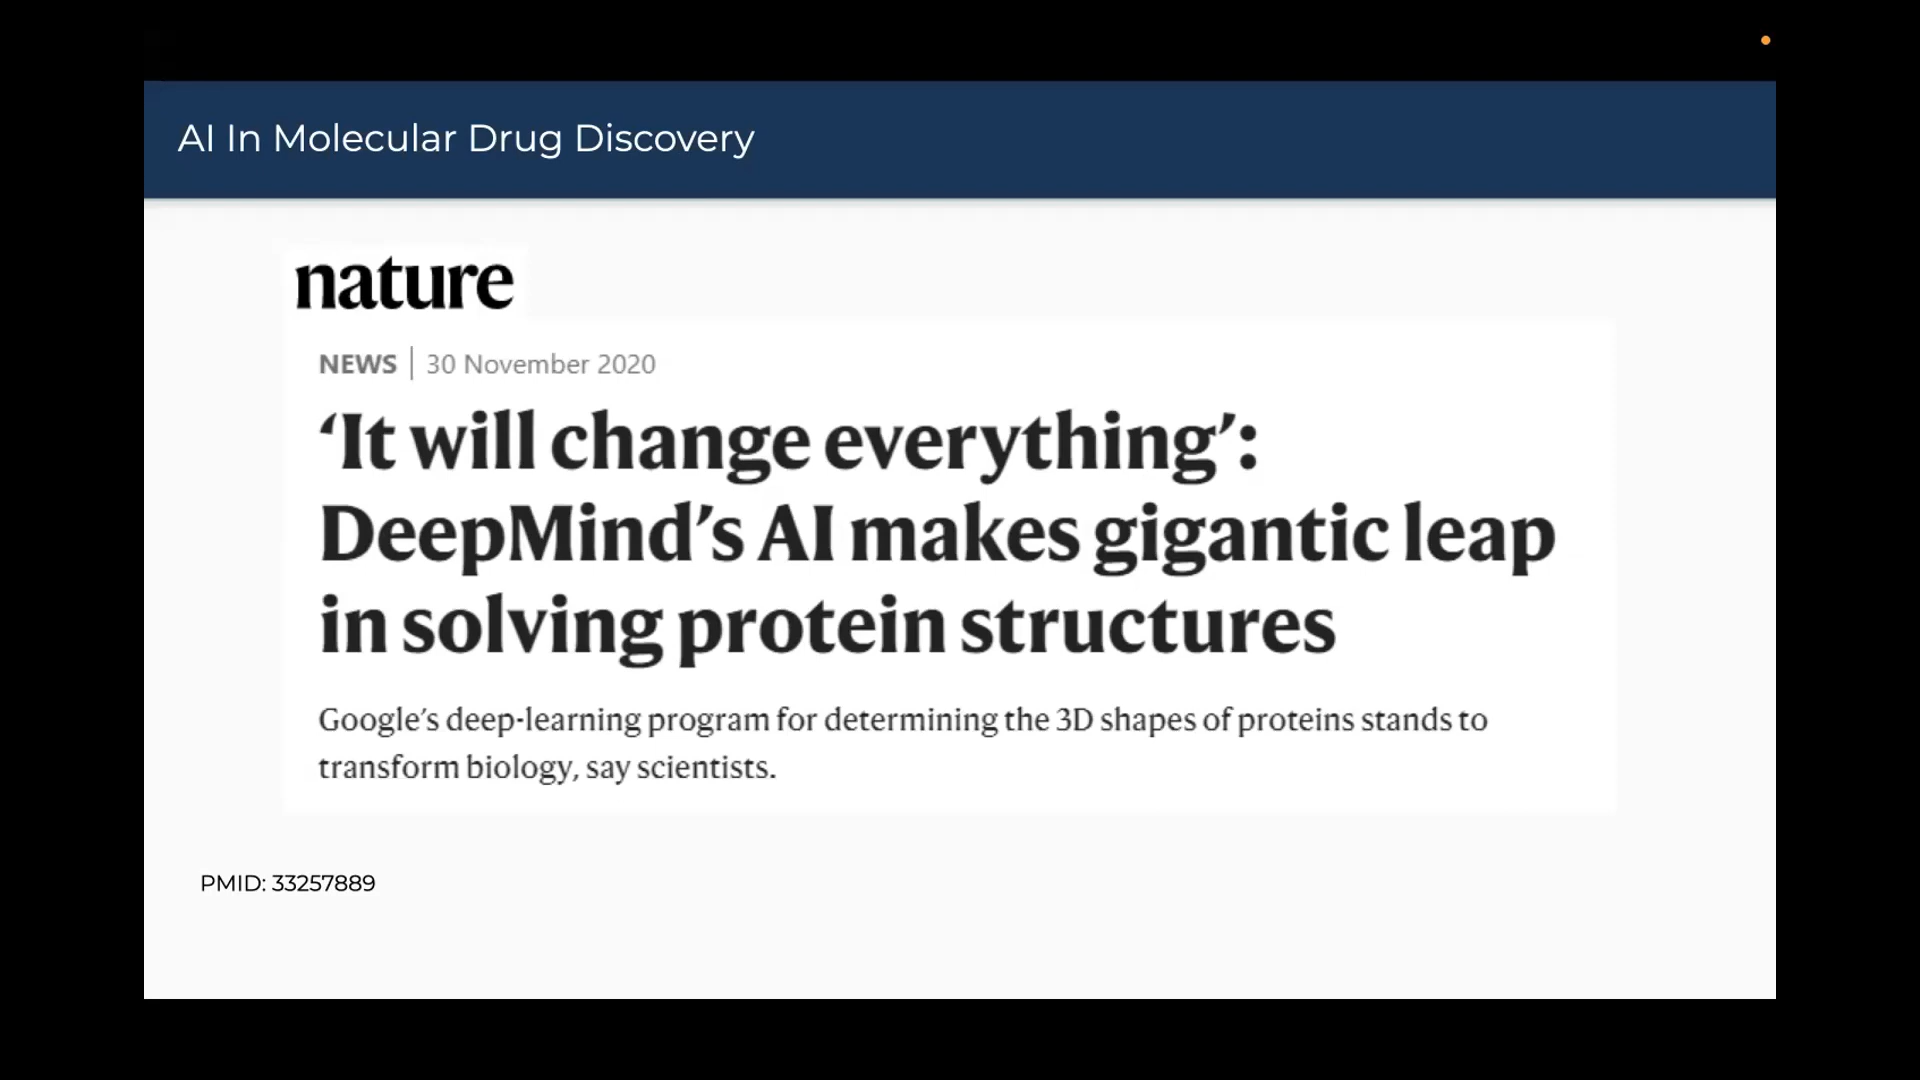 AI In Molecular Drug Discovery
nature
NEWS | 30 November 2020
‘It will change everything’:
DeepMind’s AI makes gigantic leap
in solving protein structures
Google’s deep-learning program for determining the 3D shapes of proteins stands to
transform biology, say scientists.
PMID: 33257889